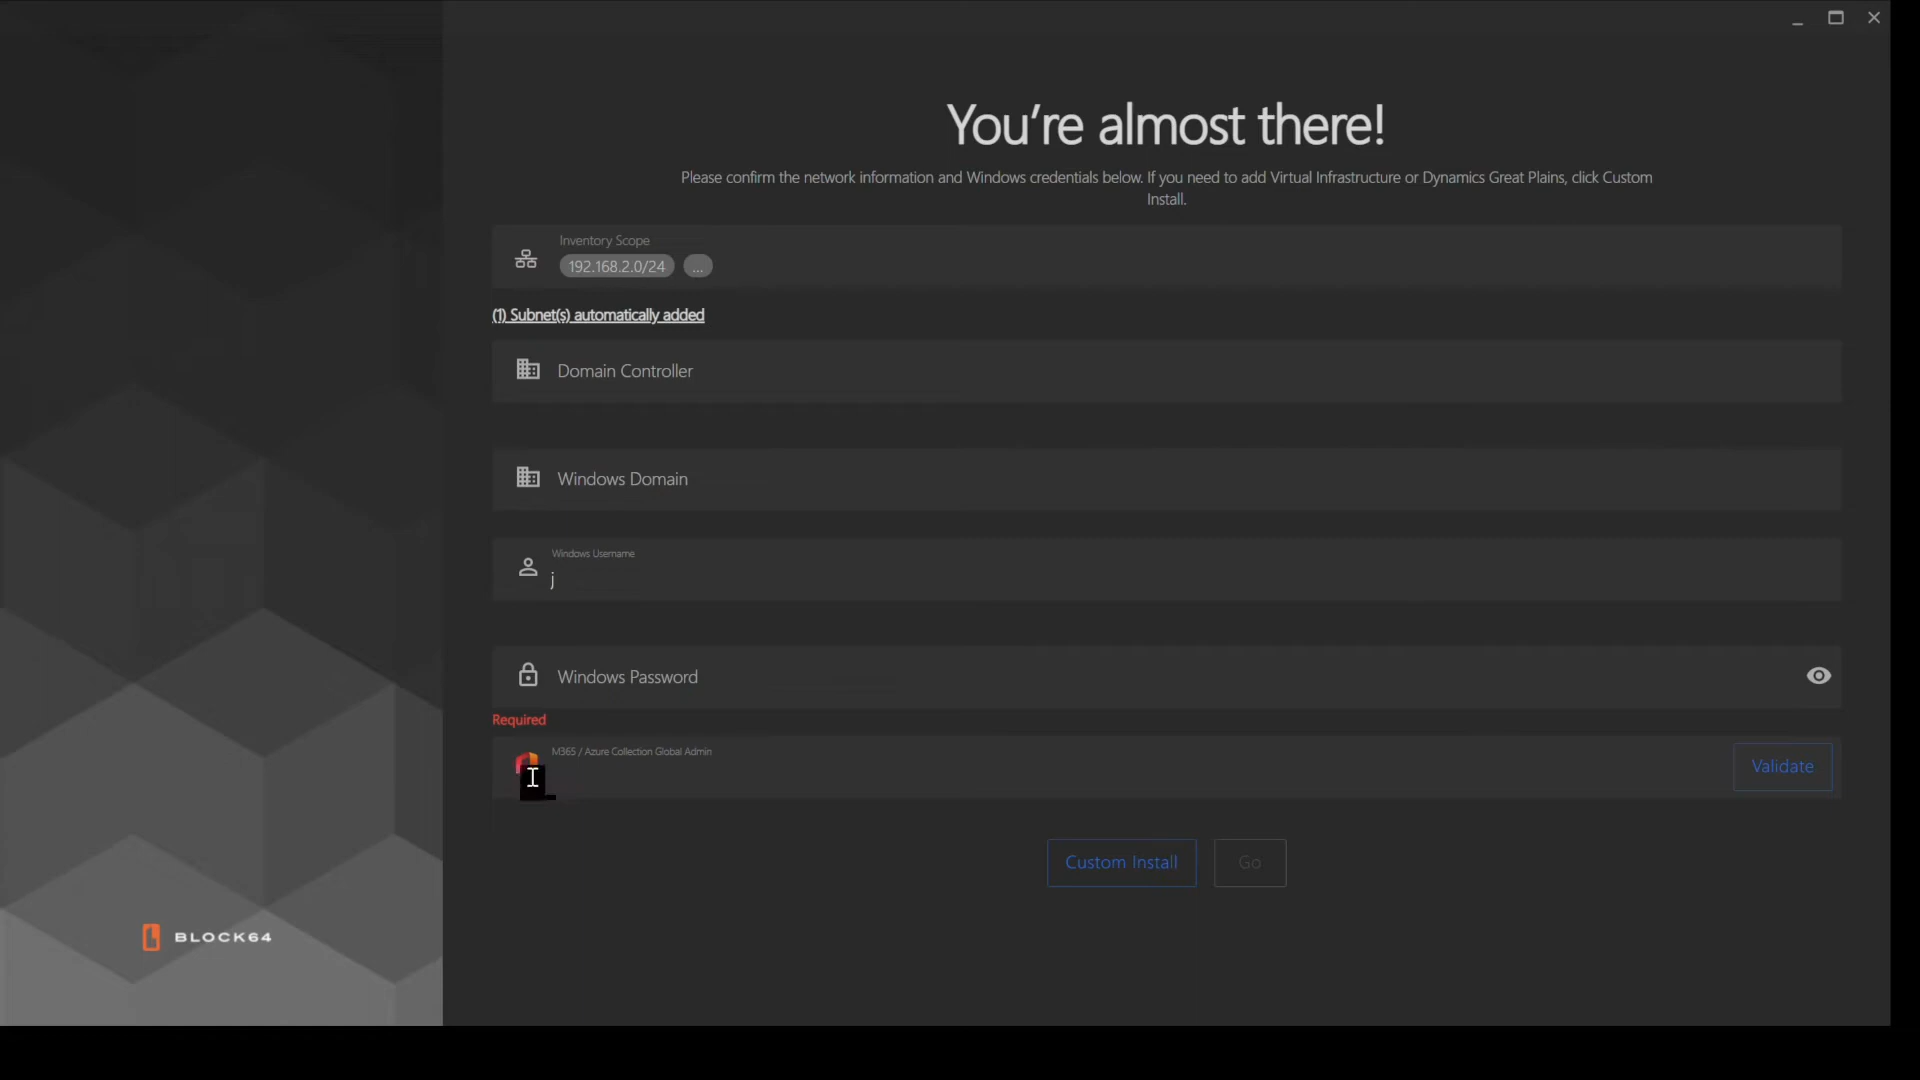 You're almost there!
Please confirm the network information and Windows credentials below. If you need to add Virtual Infrastructure or Dynamics Great Plains, click Custom
Install.
Inventory Scope
192.168.2.0/24 ...
(1) Subnet(s) automatically added
Domain Controller
Windows Domain
Windows Username
j
Windows Password
Required
M365 / Azure Collection Global Admin
Validate
Custom Install Go
BLOCK64